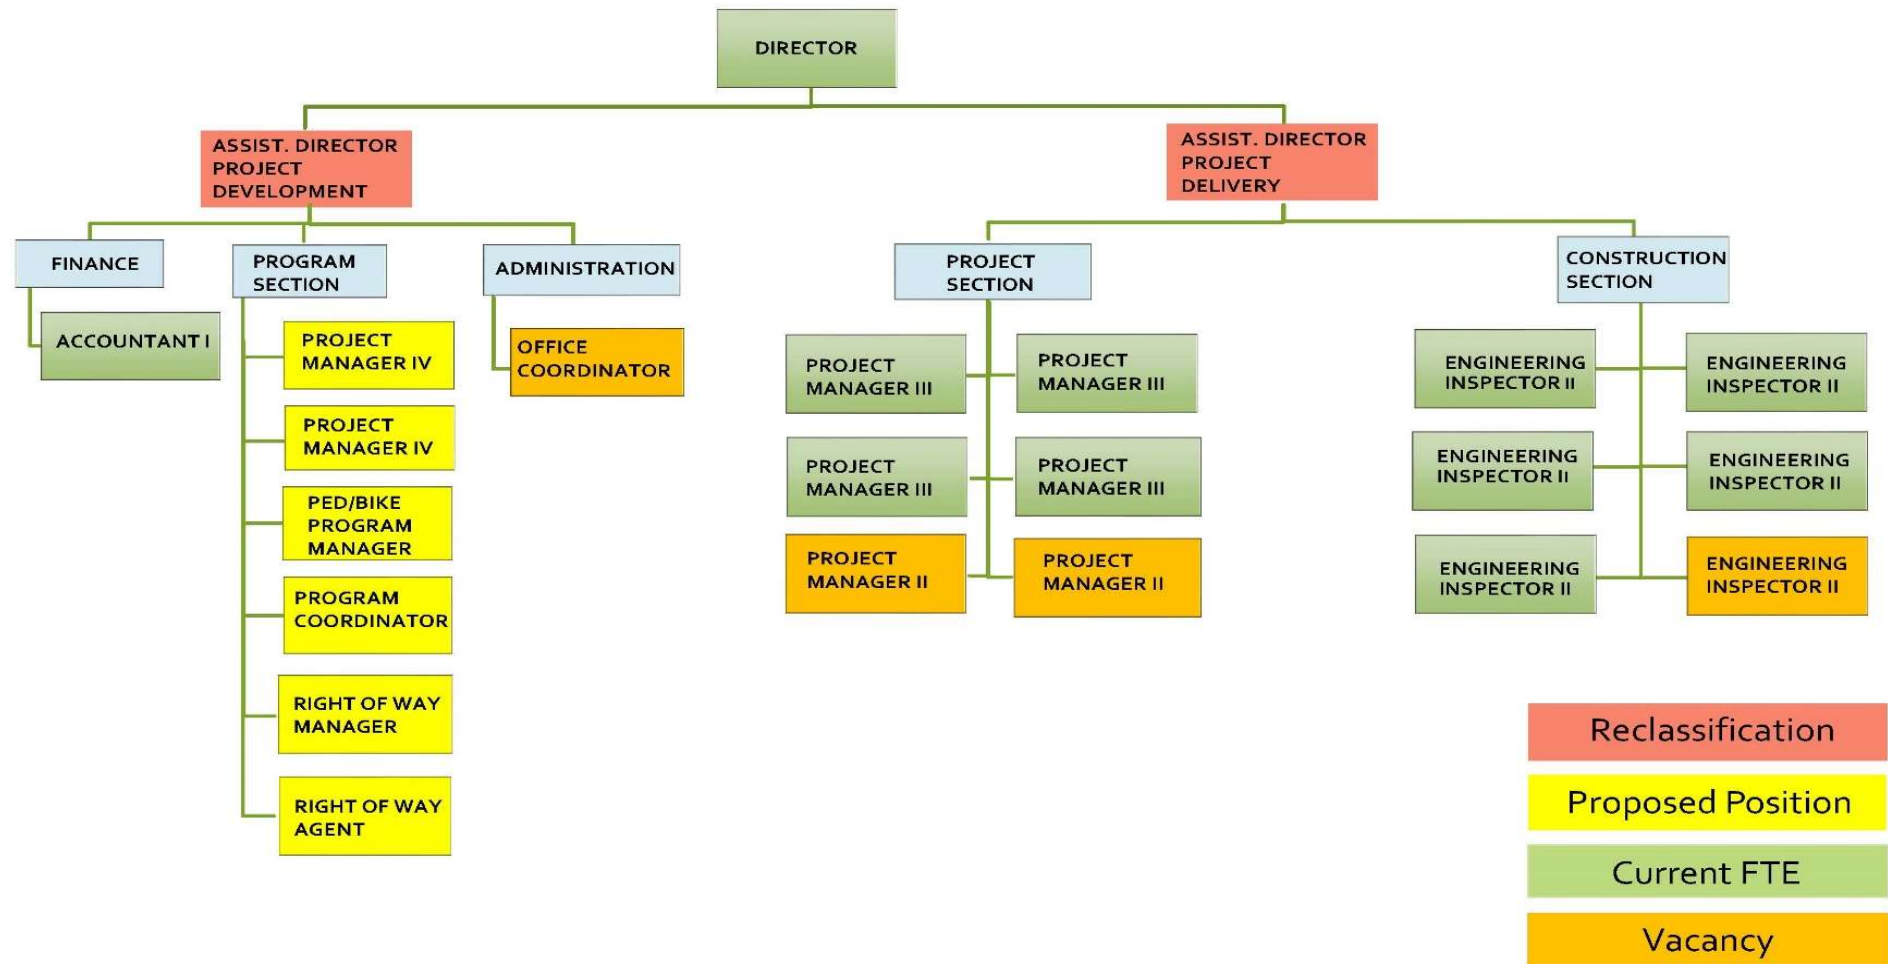 DIRECTOR
ASSIST. DIRECTOR
PROJECT
DEVELOPMENT
ASSIST. DIRECTOR
PROJECT
DELIVERY
FINANCE
PROGRAM
SECTION
ADMINISTRATION
PROJECT
SECTION
CONSTRUCTION
SECTION
ACCOUNTANT I
PROJECT
MANAGER IV
PROJECT
MANAGER IV
PED/BIKE
PROGRAM
MANAGER
PROGRAM
COORDINATOR
RIGHT OF WAY
MANAGER
RIGHT OF WAY
AGENT
OFFICE
COORDINATOR
PROJECT
MANAGER III
PROJECT
MANAGER III
PROJECT
MANAGER III
PROJECT
MANAGER III
PROJECT
MANAGER II
PROJECT
MANAGER II
ENGINEERING
INSPECTOR II
ENGINEERING
INSPECTOR II
ENGINEERING
INSPECTOR II
ENGINEERING
INSPECTOR II
ENGINEERING
INSPECTOR II
ENGINEERING
INSPECTOR II
Reclassification
Proposed Position
Current FTE
Vacancy